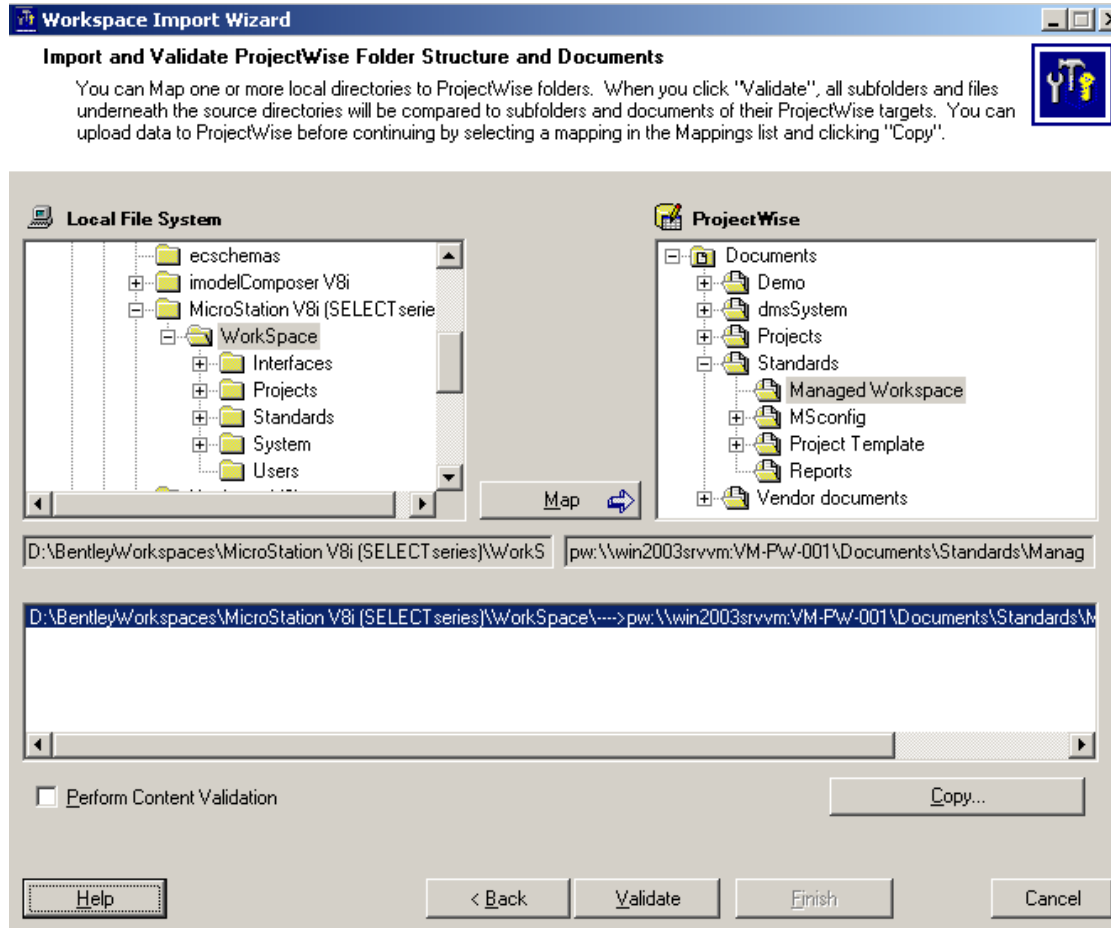 Workspace Import Wizard
Import and Validate ProjectWise Folder Structure and Documents
You can Map one or more local directories to ProjectWise folders. When you click "Validate", all subfolders and files
underneath the source directories will be compared to subfolders and documents of their ProjectWise targets. You can
upload data to ProjectWise before continuing by selecting a mapping in the Mappings list and clicking "Copy".
Local File System
ecschemas
imodelComposer V8i
MicroStation V8i (SELECTserie
WorkSpace
Interfaces
Projects
Standards
System
Users
Map
ProjectWise
Documents
Demo
dmsSystem
Projects
Standards
Managed Workspace
MSconfig
Project Template
Reports
Vendor documents
D:\BentleyWorkspaces\MicroStation V8i (SELECTseries)\WorkS
pw:\\win2003srvvm:VM-PW-001\Documents\Standards\Manag
D:\BentleyWorkspaces\MicroStation V8i (SELECTseries)\WorkSpace\---->pw:\\win2003srvvm:VM-PW-001\Documents\Standards\M
Perform Content Validation
Copy...
Help
< Back
Validate
Finish
Cancel